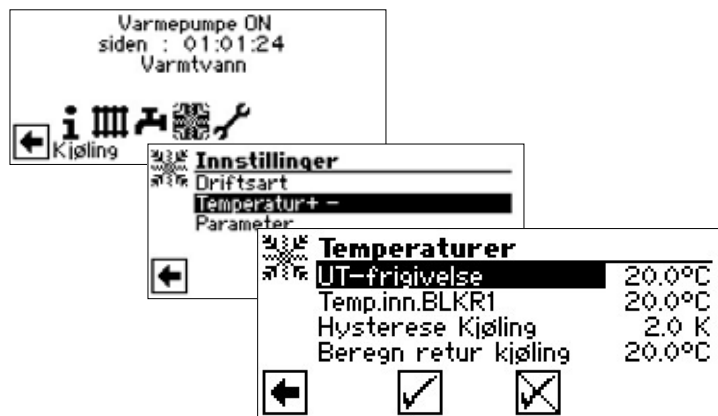 Varmepumpe ON
siden : 01:01:24
Varmtvann
Kjøling
Innstillinger
Driftsart
Temperatur+ -
Parameter
Temperaturer
UT-frigivelse 20.0°C
Temp.inn.BLKR1 20.0°C
Hysterese Kjøling 2.0 K
Beregn retur kjøling 20.0°C